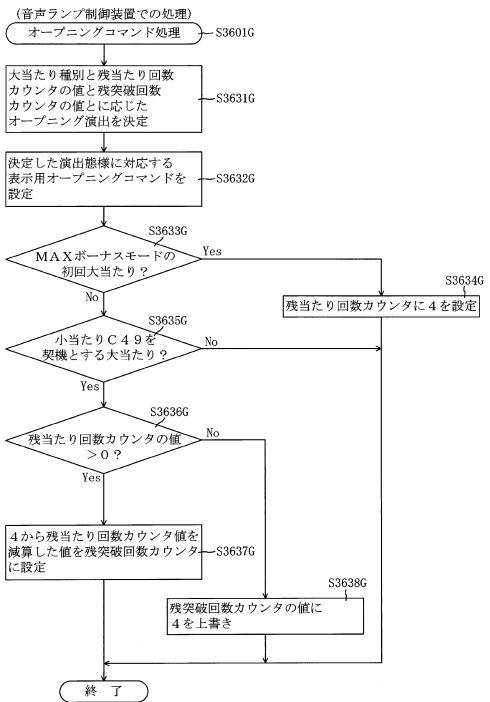 (音声ランプ制御装置での処理)
オープニングコマンド処理
S3601G
大当たり種別と残当たり回数
カウンタの値と残突破回数
カウンタの値とに応じた
オープニング演出を決定
S3631G
決定した演出態様に対応する
表示用オープニングコマンドを
設定
S3632G
S3633G
MAXボーナスモードの
初回大当たり?
Yes
No
S3634G
残当たり回数カウンタに4を設定
S3635G
小当たりC49を
契機とする大当たり?
No
Yes
S3636G
残当たり回数カウンタの値
>0?
No
Yes
4から残当たり回数カウンタ値を
減算した値を残突破回数カウンタ
に設定
S3637G
S3638G
残突破回数カウンタの値に
4を上書き
終 了